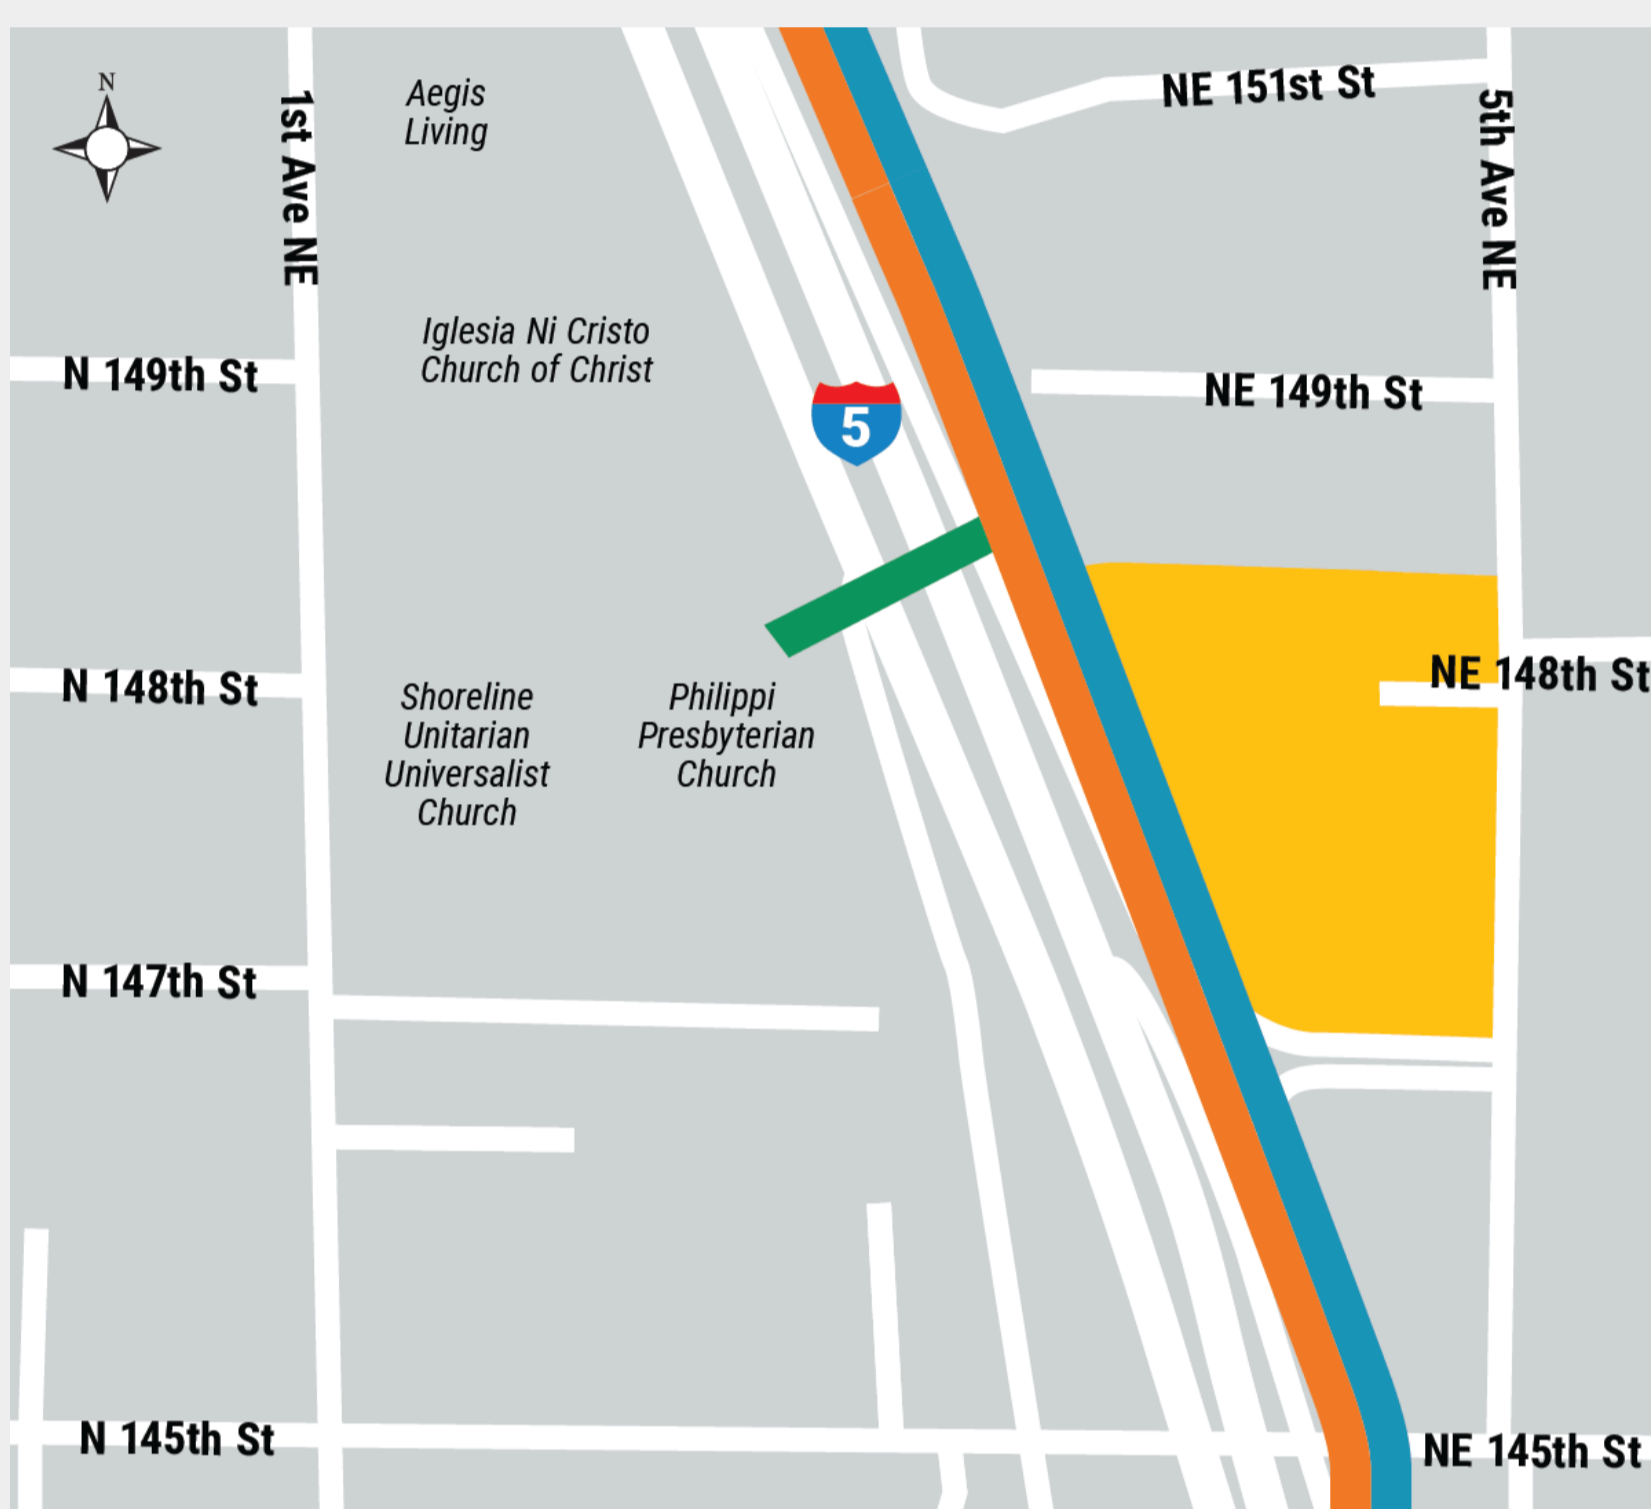 N
1st Ave NE
Aegis
Living
NE 151st St
5th Ave NE
Iglesia Ni Cristo
Church of Christ
N 149th St
5
NE 149th St
N 148th St
Shoreline
Unitarian
Universalist
Church
Philippi
Presbyterian
Church
NE 148th St
N 147th St
N 145th St
NE 145th St